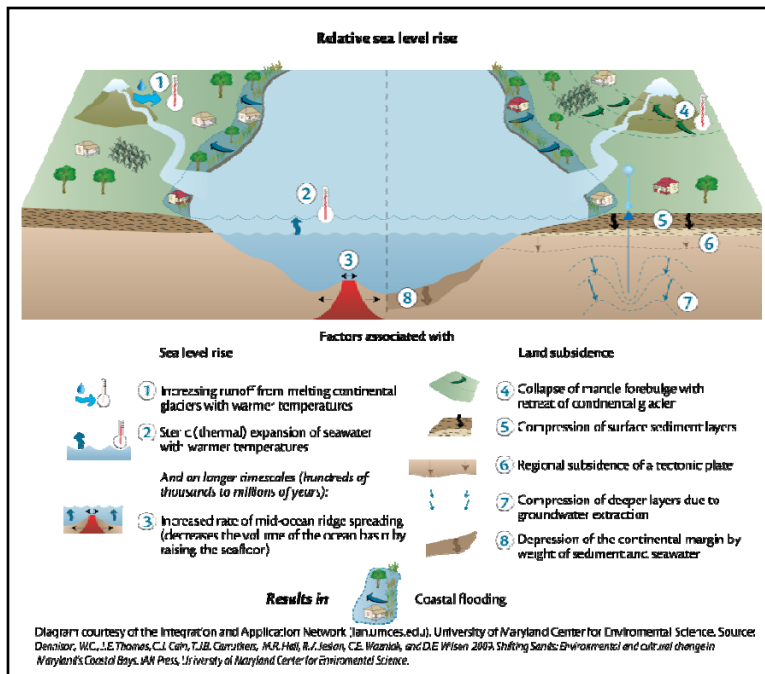 Relative sea level rise
1
4
2
5
6
3
8
7
Factors associated with
Sea level rise
Land subsidence
1 Increasing runoff from melting continental
glaciers with warmer temperatures
2 Steric (thermal) expansion of seawater
with warmer temperatures
And on longer timescales (hundreds of
thousands to millions of years):
3 Increased rate of mid-ocean ridge spreading
(decreases the volume of the ocean basin by
raising the seafloor)
4 Collapse of mantle forebulge with
retreat of continental glacier
5 Compression of surface sediment layers
6 Regional subsidence of a tectonic plate
7 Compression of deeper layers due to
groundwater extraction
8 Depression of the continental margin by
weight of sediment and seawater
Results in Coastal flooding
Diagram courtesy of the Integration and Application Network (ian.umces.edu). University of Maryland Center for Enviromental Science. Source:
Dennison, W.C., J.E. Thomas, C.J. Cain, T.J.B. Carruthers, M.R. Hall, R.V. Jesien, C.E. Wazniak, and D.E. Wilson. 2009. Shifting Sands: Environmental and cultural change in
Maryland's Coastal Bays. IAN Press, University of Maryland Center for Enviromental Science.